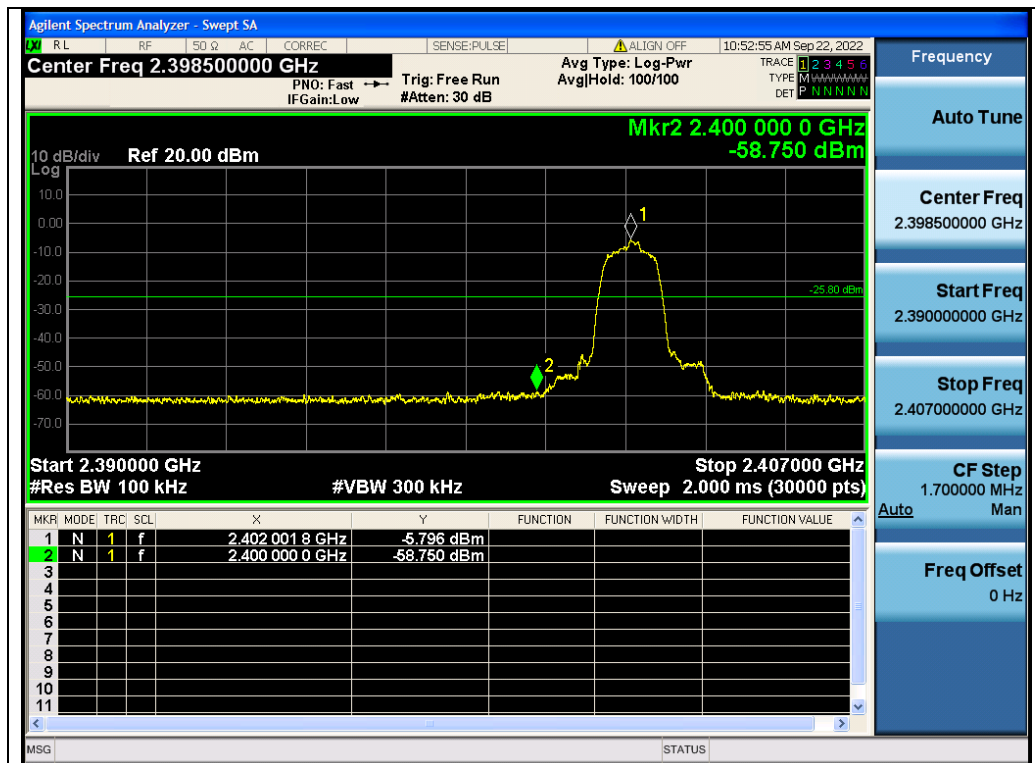 Agilent Spectrum Analyzer - Swept SA
LXI RL RF 50 Ω AC CORREC SENSE:PULSE ALIGN OFF 10:52:55 AM Sep 22, 2022
Center Freq 2.398500000 GHz
PNO: Fast
IFGain:Low
Trig: Free Run
#Atten: 30 dB
Avg Type: Log-Pwr
Avg|Hold: 100/100
TRACE 1 2 3 4 5 6
TYPE M WWWWW
DET P N N N N N
Mkr2 2.400 000 0 GHz
-58.750 dBm
10 dB/div Ref 20.00 dBm
Log
10.0
0.00
-10.0
-20.0
-30.0
-40.0
-50.0
-60.0
-70.0
1
-25.80 dBm
2
Start 2.390000 GHz Stop 2.407000 GHz
#Res BW 100 kHz #VBW 300 kHz Sweep 2.000 ms (30000 pts)
MKR MODE TRC SCL X Y FUNCTION FUNCTION WIDTH FUNCTION VALUE
1 N 1 f 2.402 001 8 GHz -5.796 dBm
2 N 1 f 2.400 000 0 GHz -58.750 dBm
3
4
5
6
7
8
9
10
11
MSG STATUS
Frequency
Auto Tune
Center Freq
2.398500000 GHz
Start Freq
2.390000000 GHz
Stop Freq
2.407000000 GHz
CF Step
1.700000 MHz
Auto Man
Freq Offset
0 Hz